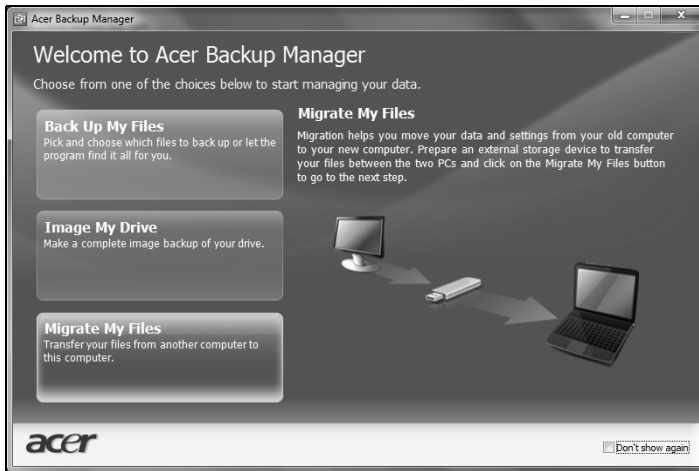 Acer Backup Manager
Welcome to Acer Backup Manager
Choose from one of the choices below to start managing your data.
Back Up My Files
Pick and choose which files to back up or let the
program find it all for you.
Image My Drive
Make a complete image backup of your drive.
Migrate My Files
Transfer your files from another computer to
this computer.
Migrate My Files
Migration helps you move your data and settings from your old computer
to your new computer. Prepare an external storage device to transfer
your files between the two PCs and click on the Migrate My Files button
to go to the next step.
acer
Don't show again